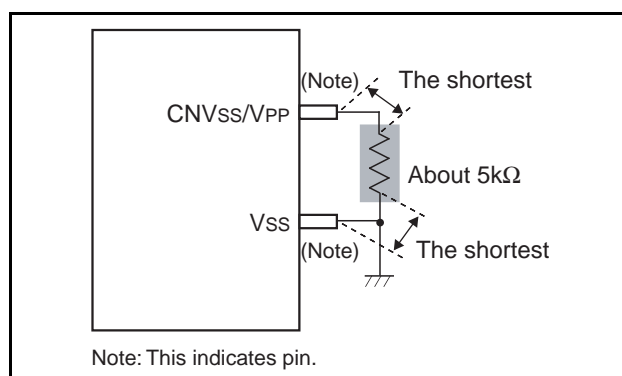 (Note)
The shortest
CNVSS/VPP
About 5kΩ
VSS
(Note)
The shortest
Note: This indicates pin.